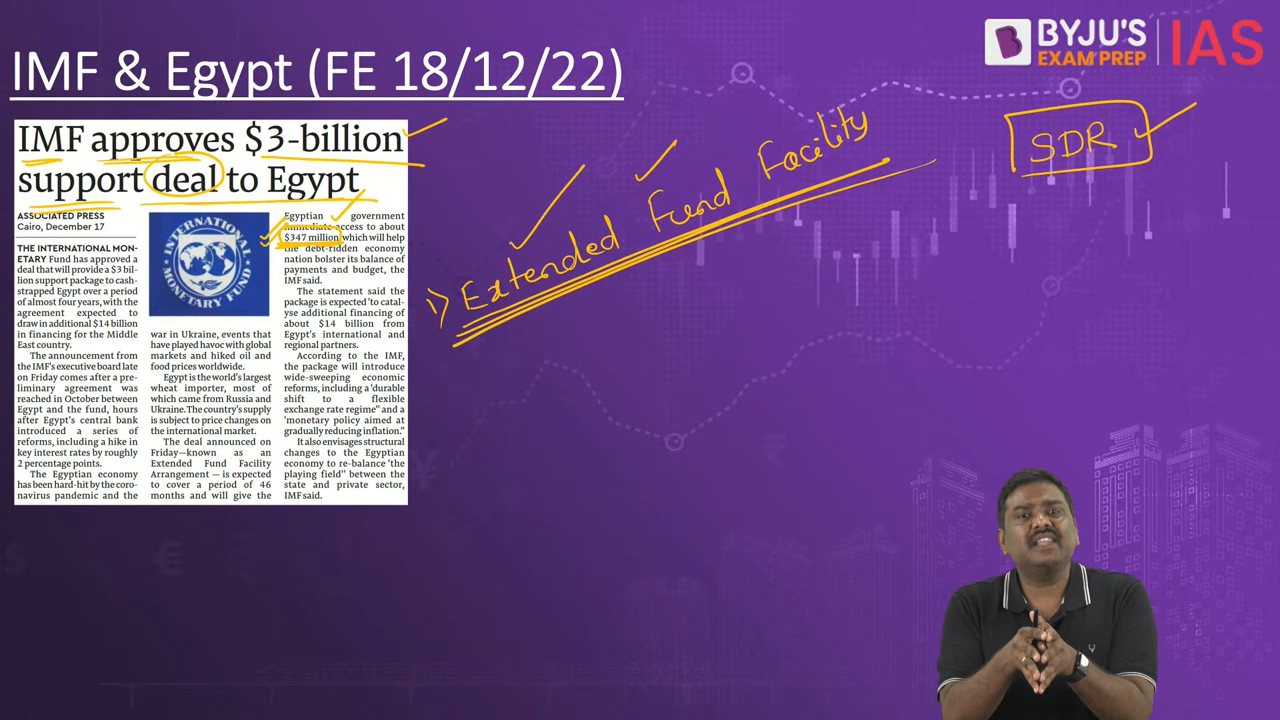 IMF & Egypt (FE 18/12/22)
BYJU'S
EXAM PREP
IAS
IMF approves $3-billion
support deal to Egypt
ASSOCIATED PRESS
Cairo, December 17
THE INTERNATIONAL MON-
ETARY Fund has approved a
deal that will provide a $3 bil-
lion support package to cash-
strapped Egypt over a period
of almost four years, with the
agreement expected to
draw in additional $14 billion
in financing for the Middle
East country.
The announcement from
the IMF's executive board late
on Friday comes after a pre-
liminary agreement was
reached in October between
Egypt and the fund, hours
after Egypt's central bank
introduced a series of
reforms, including a hike in
key interest rates by roughly
2 percentage points.
The Egyptian economy
has been hard-hit by the coro-
navirus pandemic and the
INTERNATIONAL
MONETARY FUND
war in Ukraine, events that
have played havoc with global
markets and hiked oil and
food prices worldwide.
Egypt is the world's largest
wheat importer, most of
which came from Russia and
Ukraine. The country's supply
is subject to price changes on
the international market.
The deal announced on
Friday—known as an
Extended Fund Facility
Arrangement — is expected
to cover a period of 46
months and will give the
Egyptian government
immediate access to about
$347 million, which will help
the debt-ridden economy
nation bolster its balance of
payments and budget, the
IMF said.
The statement said the
package is expected 'to catal-
yse additional financing of
about $14 billion from
Egypt's international and
regional partners.
According to the IMF,
the package will introduce
wide-sweeping economic
reforms, including a 'durable
shift to a flexible
exchange rate regime" and a
'monetary policy aimed at
gradually reducing inflation."
It also envisages structural
changes to the Egyptian
economy to re-balance 'the
playing field" between the
state and private sector,
IMF said.
1) Extended Fund Facility
SDR